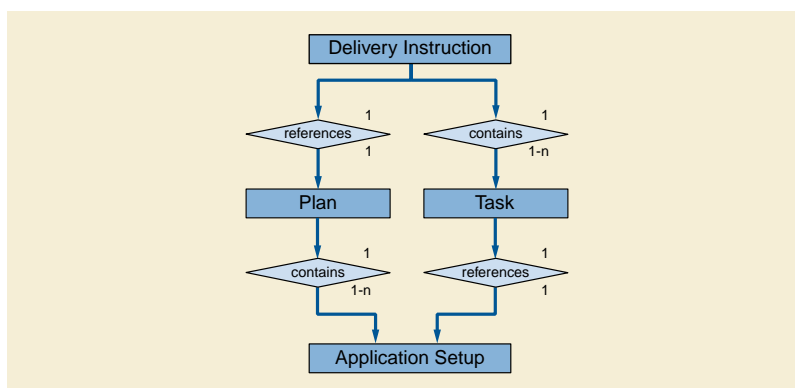 Delivery Instruction
1
1
references
contains
1
1-n
Plan
Task
1
1
contains
references
1-n
1
Application Setup